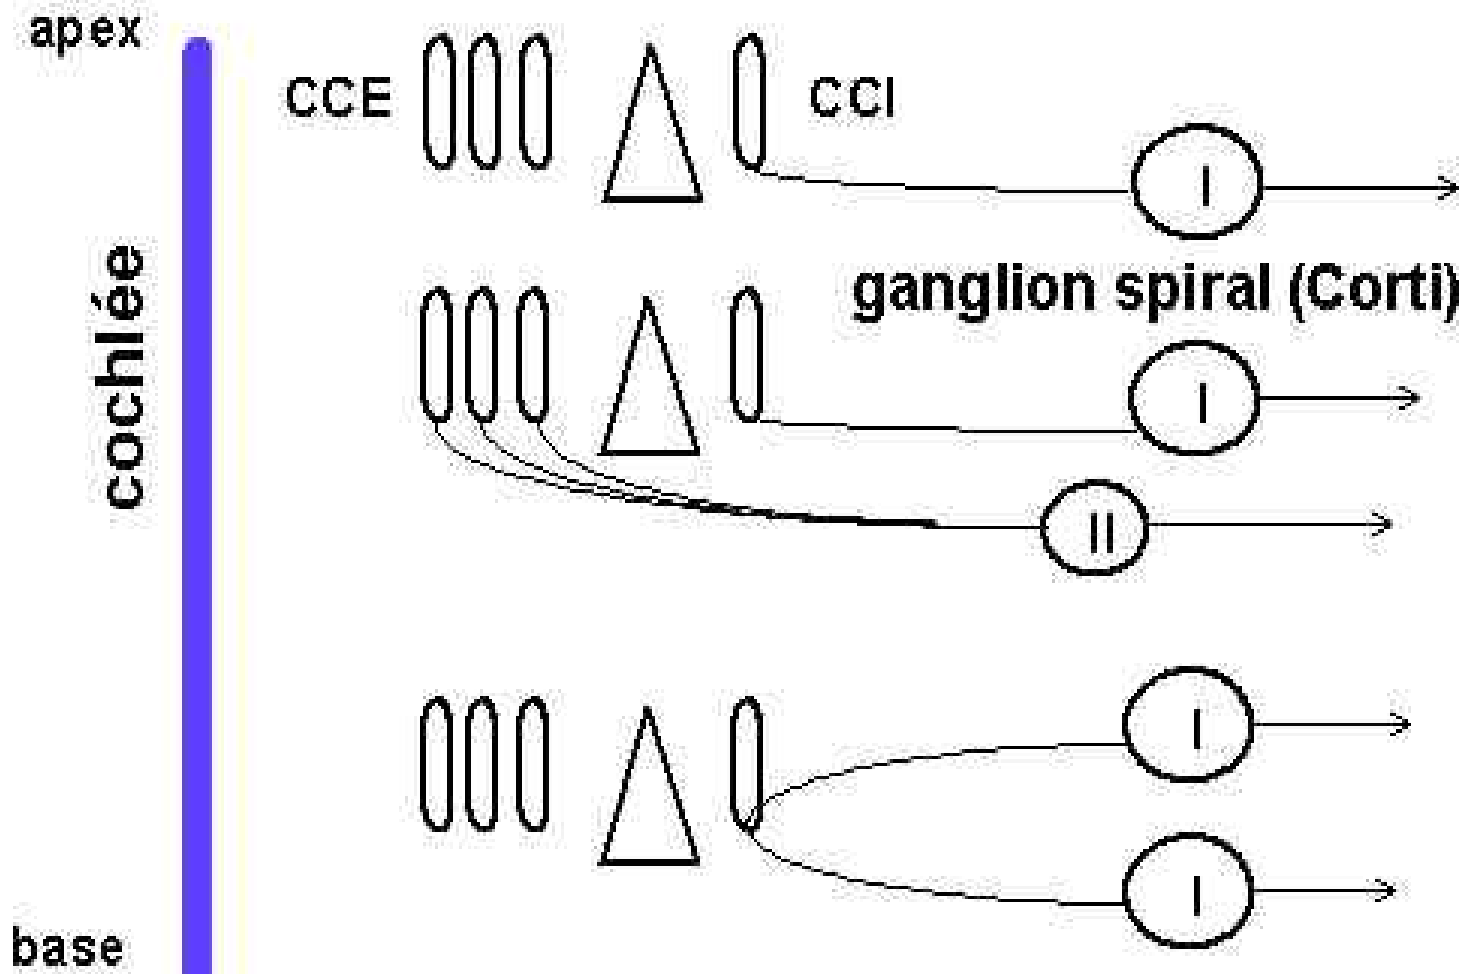 apex
CCE
CCI
I
ganglion spiral (Corti)
cochlée
I
II
I
I
base